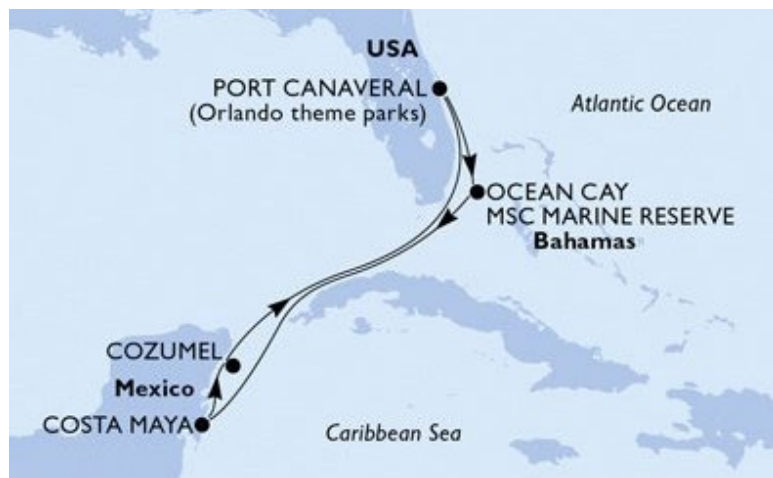 USA
PORT CANAVERAL
(Orlando theme parks)
Atlantic Ocean
OCEAN CAY
MSC MARINE RESERVE
Bahamas
COZUMEL
Mexico
COSTA MAYA
Caribbean Sea